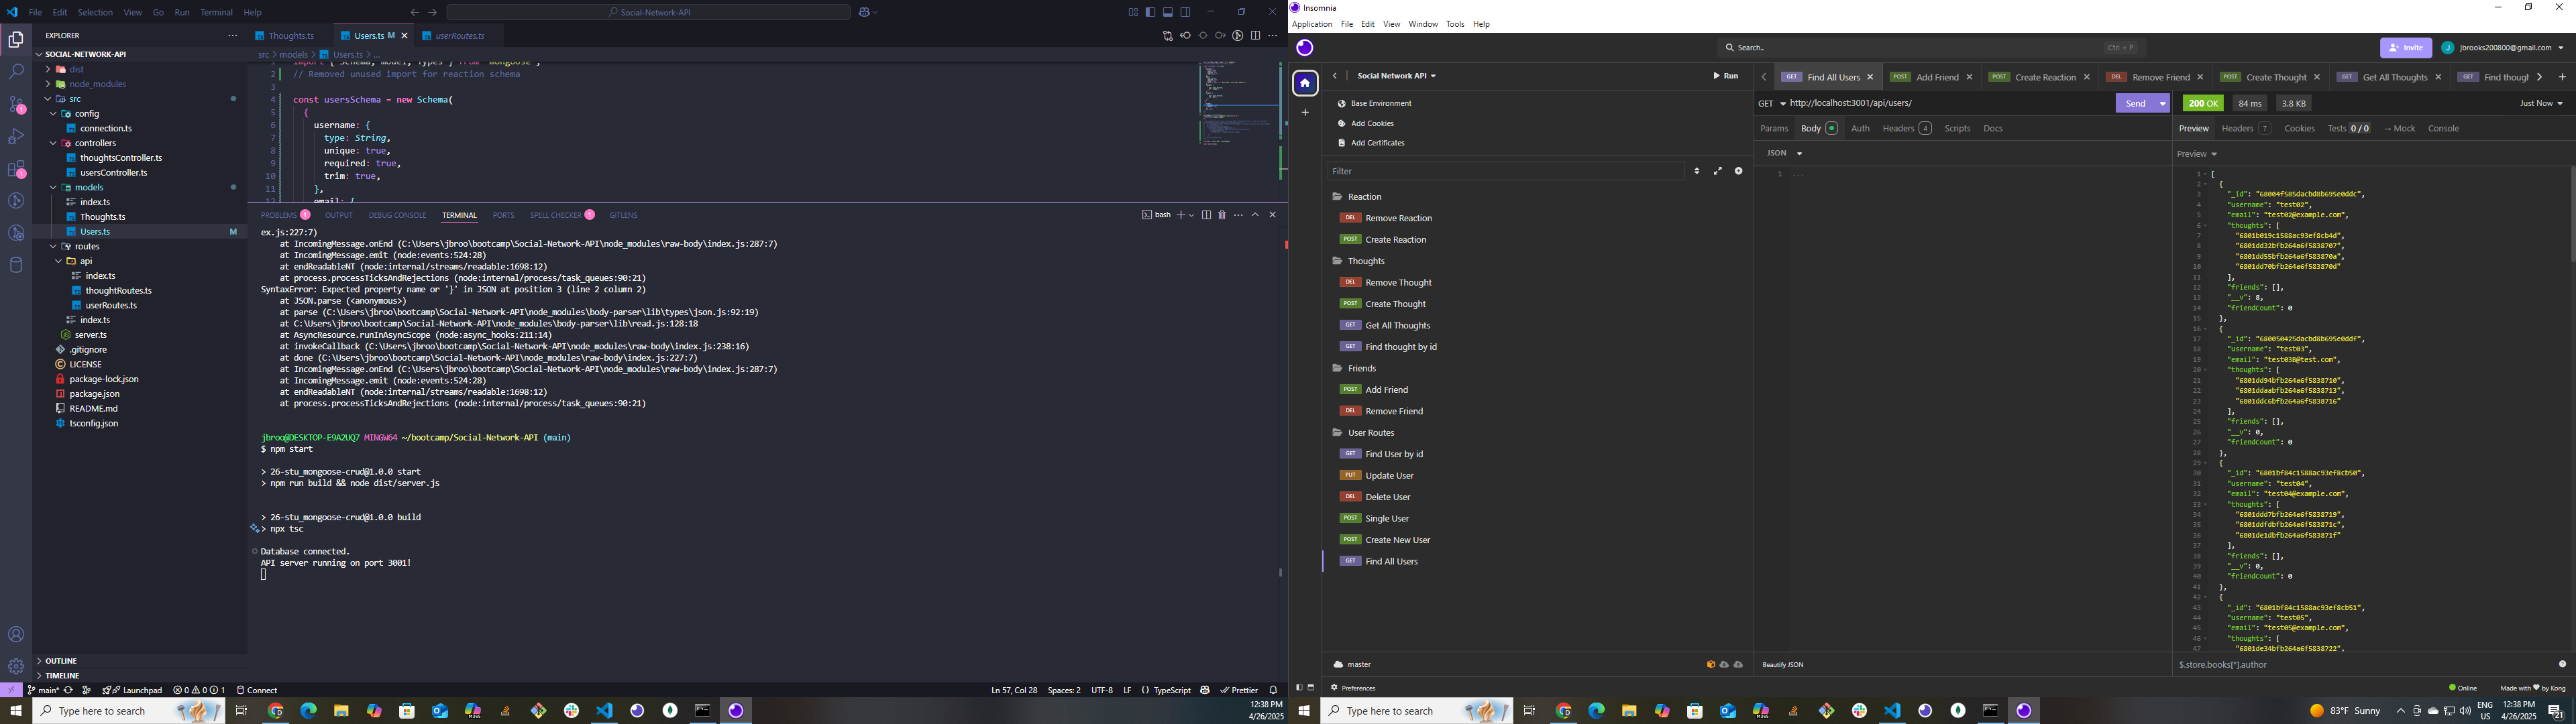 File Edit Selection View Go Run Terminal Help
Social-Network-API
EXPLORER
SOCIAL-NETWORK-API
dist
node_modules
src
config
connection.ts
controllers
thoughtsController.ts
usersController.ts
models
index.ts
Thoughts.ts
Users.ts M
routes
api
index.ts
thoughtRoutes.ts
userRoutes.ts
index.ts
server.ts
.gitignore
LICENSE
package-lock.json
package.json
README.md
tsconfig.json
OUTLINE
TIMELINE
Thoughts.ts Users.ts M userRoutes.ts
src > models > Users.ts > ...
import { Schema, model, Types } from 'mongoose';
2 // Removed unused import for reaction schema
3
4 const usersSchema = new Schema(
5 {
6 username: {
7 type: String,
8 unique: true,
9 required: true,
10 trim: true,
11 },
12 email: {
PROBLEMS 1 OUTPUT DEBUG CONSOLE TERMINAL PORTS SPELL CHECKER 1 GITLENS
bash
ex.js:227:7)
at IncomingMessage.onEnd (C:\Users\jbroo\bootcamp\Social-Network-API\node_modules\raw-body\index.js:287:7)
at IncomingMessage.emit (node:events:524:28)
at endReadableNT (node:internal/streams/readable:1698:12)
at process.processTicksAndRejections (node:internal/process/task_queues:90:21)
SyntaxError: Expected property name or '}' in JSON at position 3 (line 2 column 2)
at JSON.parse (<anonymous>)
at parse (C:\Users\jbroo\bootcamp\Social-Network-API\node_modules\body-parser\lib\types\json.js:92:19)
at C:\Users\jbroo\bootcamp\Social-Network-API\node_modules\body-parser\lib\read.js:128:18
at AsyncResource.runInAsyncScope (node:async_hooks:211:14)
at invokeCallback (C:\Users\jbroo\bootcamp\Social-Network-API\node_modules\raw-body\index.js:238:16)
at done (C:\Users\jbroo\bootcamp\Social-Network-API\node_modules\raw-body\index.js:227:7)
at IncomingMessage.onEnd (C:\Users\jbroo\bootcamp\Social-Network-API\node_modules\raw-body\index.js:287:7)
at IncomingMessage.emit (node:events:524:28)
at endReadableNT (node:internal/streams/readable:1698:12)
at process.processTicksAndRejections (node:internal/process/task_queues:90:21)
jbroo@DESKTOP-E9A2UQ7 MINGW64 ~/bootcamp/Social-Network-API (main)
$ npm start
> 26-stu_mongoose-crud@1.0.0 start
> npm run build && node dist/server.js
> 26-stu_mongoose-crud@1.0.0 build
> npx tsc
Database connected.
API server running on port 3001!
main* Launchpad 0 0 1 Connect Ln 57, Col 28 Spaces: 2 UTF-8 LF {} TypeScript Prettier
Type here to search
12:38 PM
4/26/2025
Insomnia
Application File Edit View Window Tools Help
Search.. Ctrl + P
Invite J jbrooks200800@gmail.com
Social Network API Run
Base Environment
Add Cookies
Add Certificates
Filter
Reaction
DEL Remove Reaction
POST Create Reaction
Thoughts
DEL Remove Thought
POST Create Thought
GET Get All Thoughts
GET Find thought by id
Friends
POST Add Friend
DEL Remove Friend
User Routes
GET Find User by id
PUT Update User
DEL Delete User
POST Single User
POST Create New User
GET Find All Users
master
Preferences
GET Find All Users POST Add Friend POST Create Reaction DEL Remove Friend POST Create Thought GET Get All Thoughts GET Find though
GET http://localhost:3001/api/users/ Send
200 OK 84 ms 3.8 KB Just Now
Params Body Auth Headers 4 Scripts Docs
Preview Headers 7 Cookies Tests 0 / 0 → Mock Console
JSON
1 ...
Beautify JSON
Preview
1 [
2 {
3 "_id": "68004f585dacbd8b695e0ddc",
4 "username": "test02",
5 "email": "test02@example.com",
6 "thoughts": [
7 "6801b019c1588ac93ef8cb4d",
8 "6801dd32bfb264a6f5838707",
9 "6801dd55bfb264a6f583870a",
10 "6801dd70bfb264a6f583870d"
11 ],
12 "friends": [],
13 "__v": 8,
14 "friendCount": 0
15 },
16 {
17 "_id": "680050425dacbd8b695e0ddf",
18 "username": "test03",
19 "email": "test038@test.com",
20 "thoughts": [
21 "6801dd94bfb264a6f5838710",
22 "6801ddaabfb264a6f5838713",
23 "6801ddc6bfb264a6f5838716"
24 ],
25 "friends": [],
26 "__v": 0,
27 "friendCount": 0
28 },
29 {
30 "_id": "6801bf84c1588ac93ef8cb50",
31 "username": "test04",
32 "email": "test04@example.com",
33 "thoughts": [
34 "6801ddd7bfb264a6f5838719",
35 "6801ddfdbfb264a6f583871c",
36 "6801de1dbfb264a6f583871f"
37 ],
38 "friends": [],
39 "__v": 0,
40 "friendCount": 0
41 },
42 {
43 "_id": "6801bf84c1588ac93ef8cb51",
44 "username": "test05",
45 "email": "test05@example.com",
46 "thoughts": [
47 "6801de34bfb264a6f5838722",
$.store.books[*].author
Online Made with ♥ by Kong
Type here to search
83°F Sunny
ENG
US
12:38 PM
4/26/2025
21